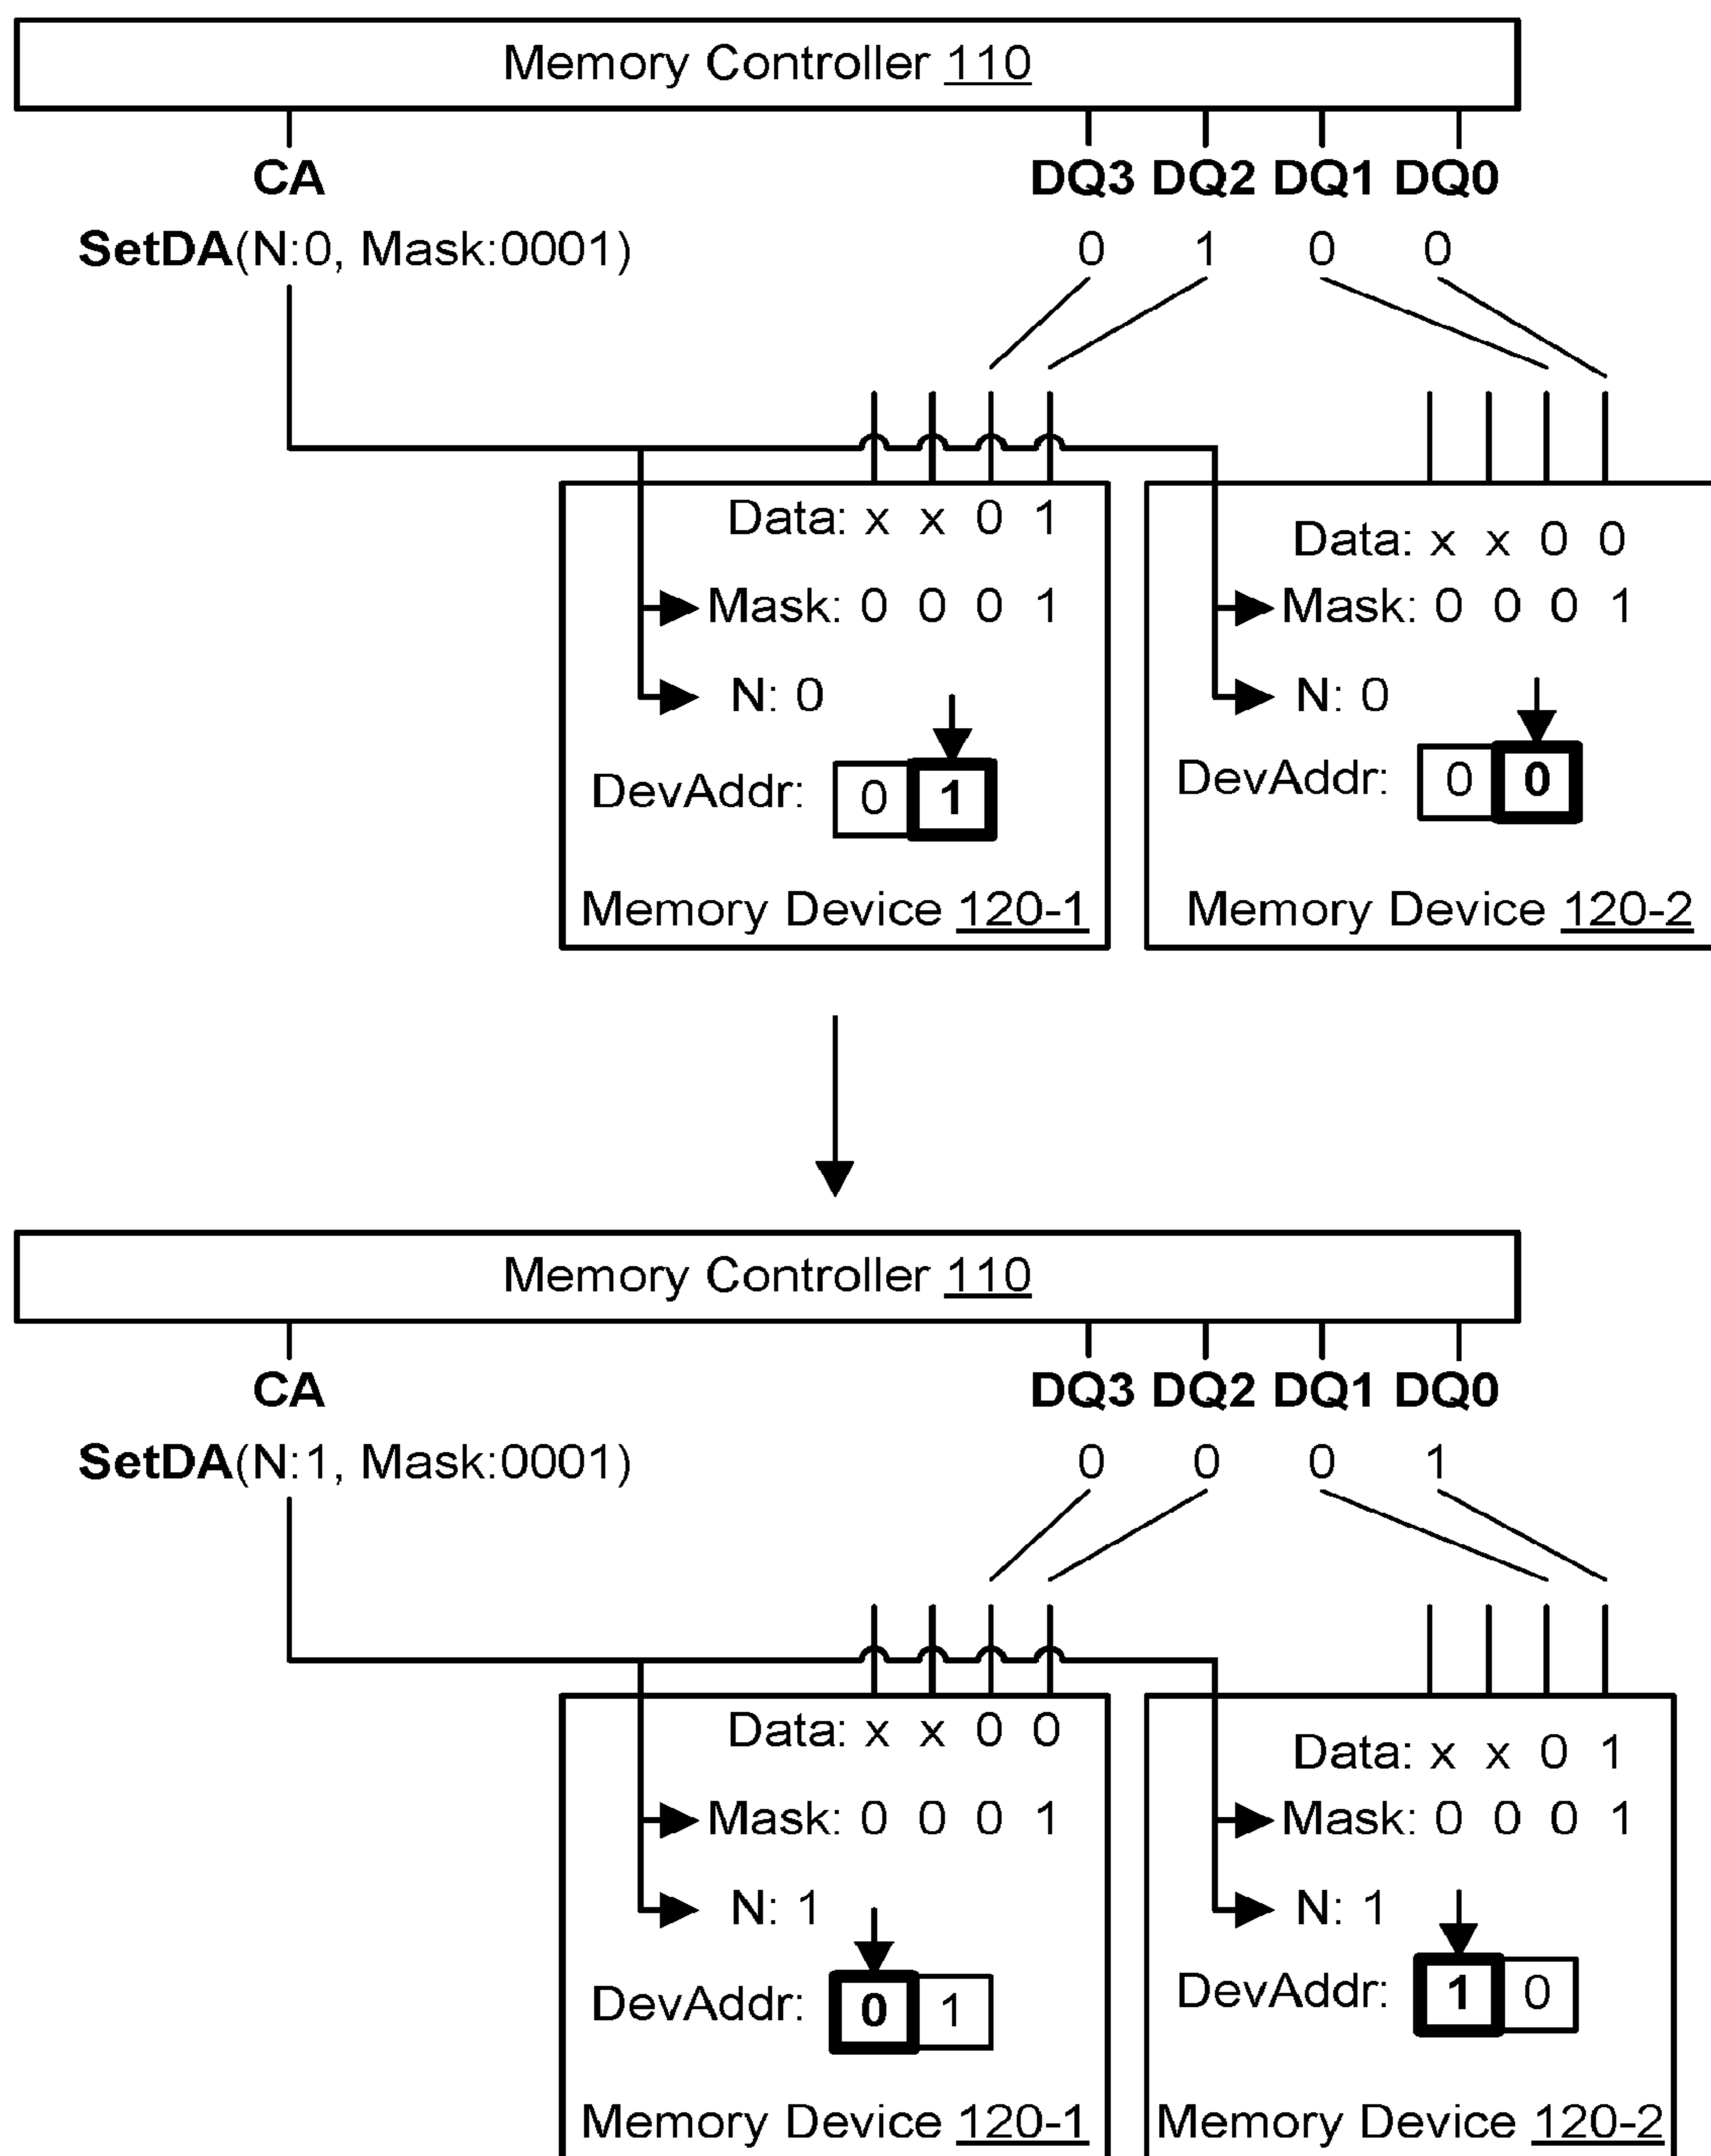 Memory Controller 110
CA DQ3 DQ2 DQ1 DQ0
SetDA(N:0, Mask:0001) 0 1 0 0
Data: x x 0 1
Mask: 0 0 0 1
N: 0
DevAddr: 0 1
Memory Device 120-1
Data: x x 0 0
Mask: 0 0 0 1
N: 0
DevAddr: 0 0
Memory Device 120-2
Memory Controller 110
CA DQ3 DQ2 DQ1 DQ0
SetDA(N:1, Mask:0001) 0 0 0 1
Data: x x 0 0
Mask: 0 0 0 1
N: 1
DevAddr: 0 1
Memory Device 120-1
Data: x x 0 1
Mask: 0 0 0 1
N: 1
DevAddr: 1 0
Memory Device 120-2